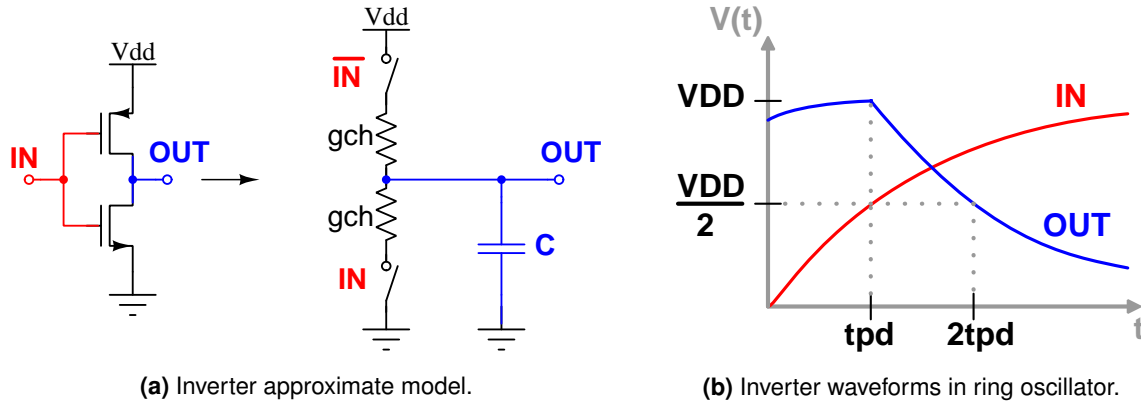 Vdd
IN
OUT
Vdd
IN
gch
OUT
gch
C
IN
(a) Inverter approximate model.
V(t)
VDD
IN
VDD
2
OUT
tpd
2tpd
t
(b) Inverter waveforms in ring oscillator.